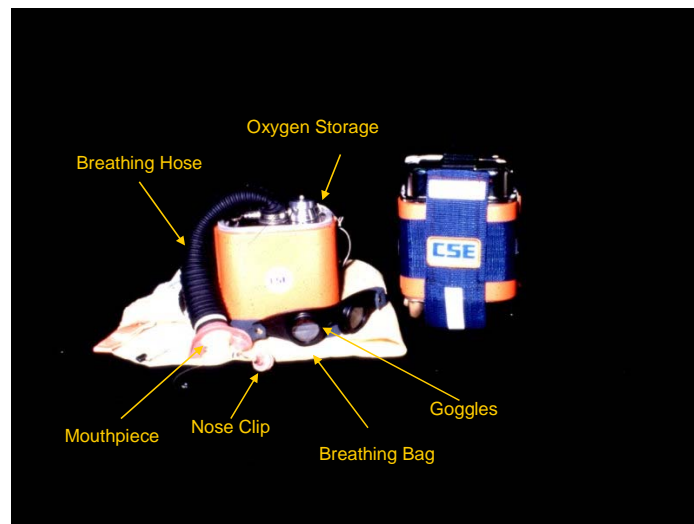 Oxygen Storage
Breathing Hose
CSE
CSE
Goggles
Nose Clip
Mouthpiece
Breathing Bag